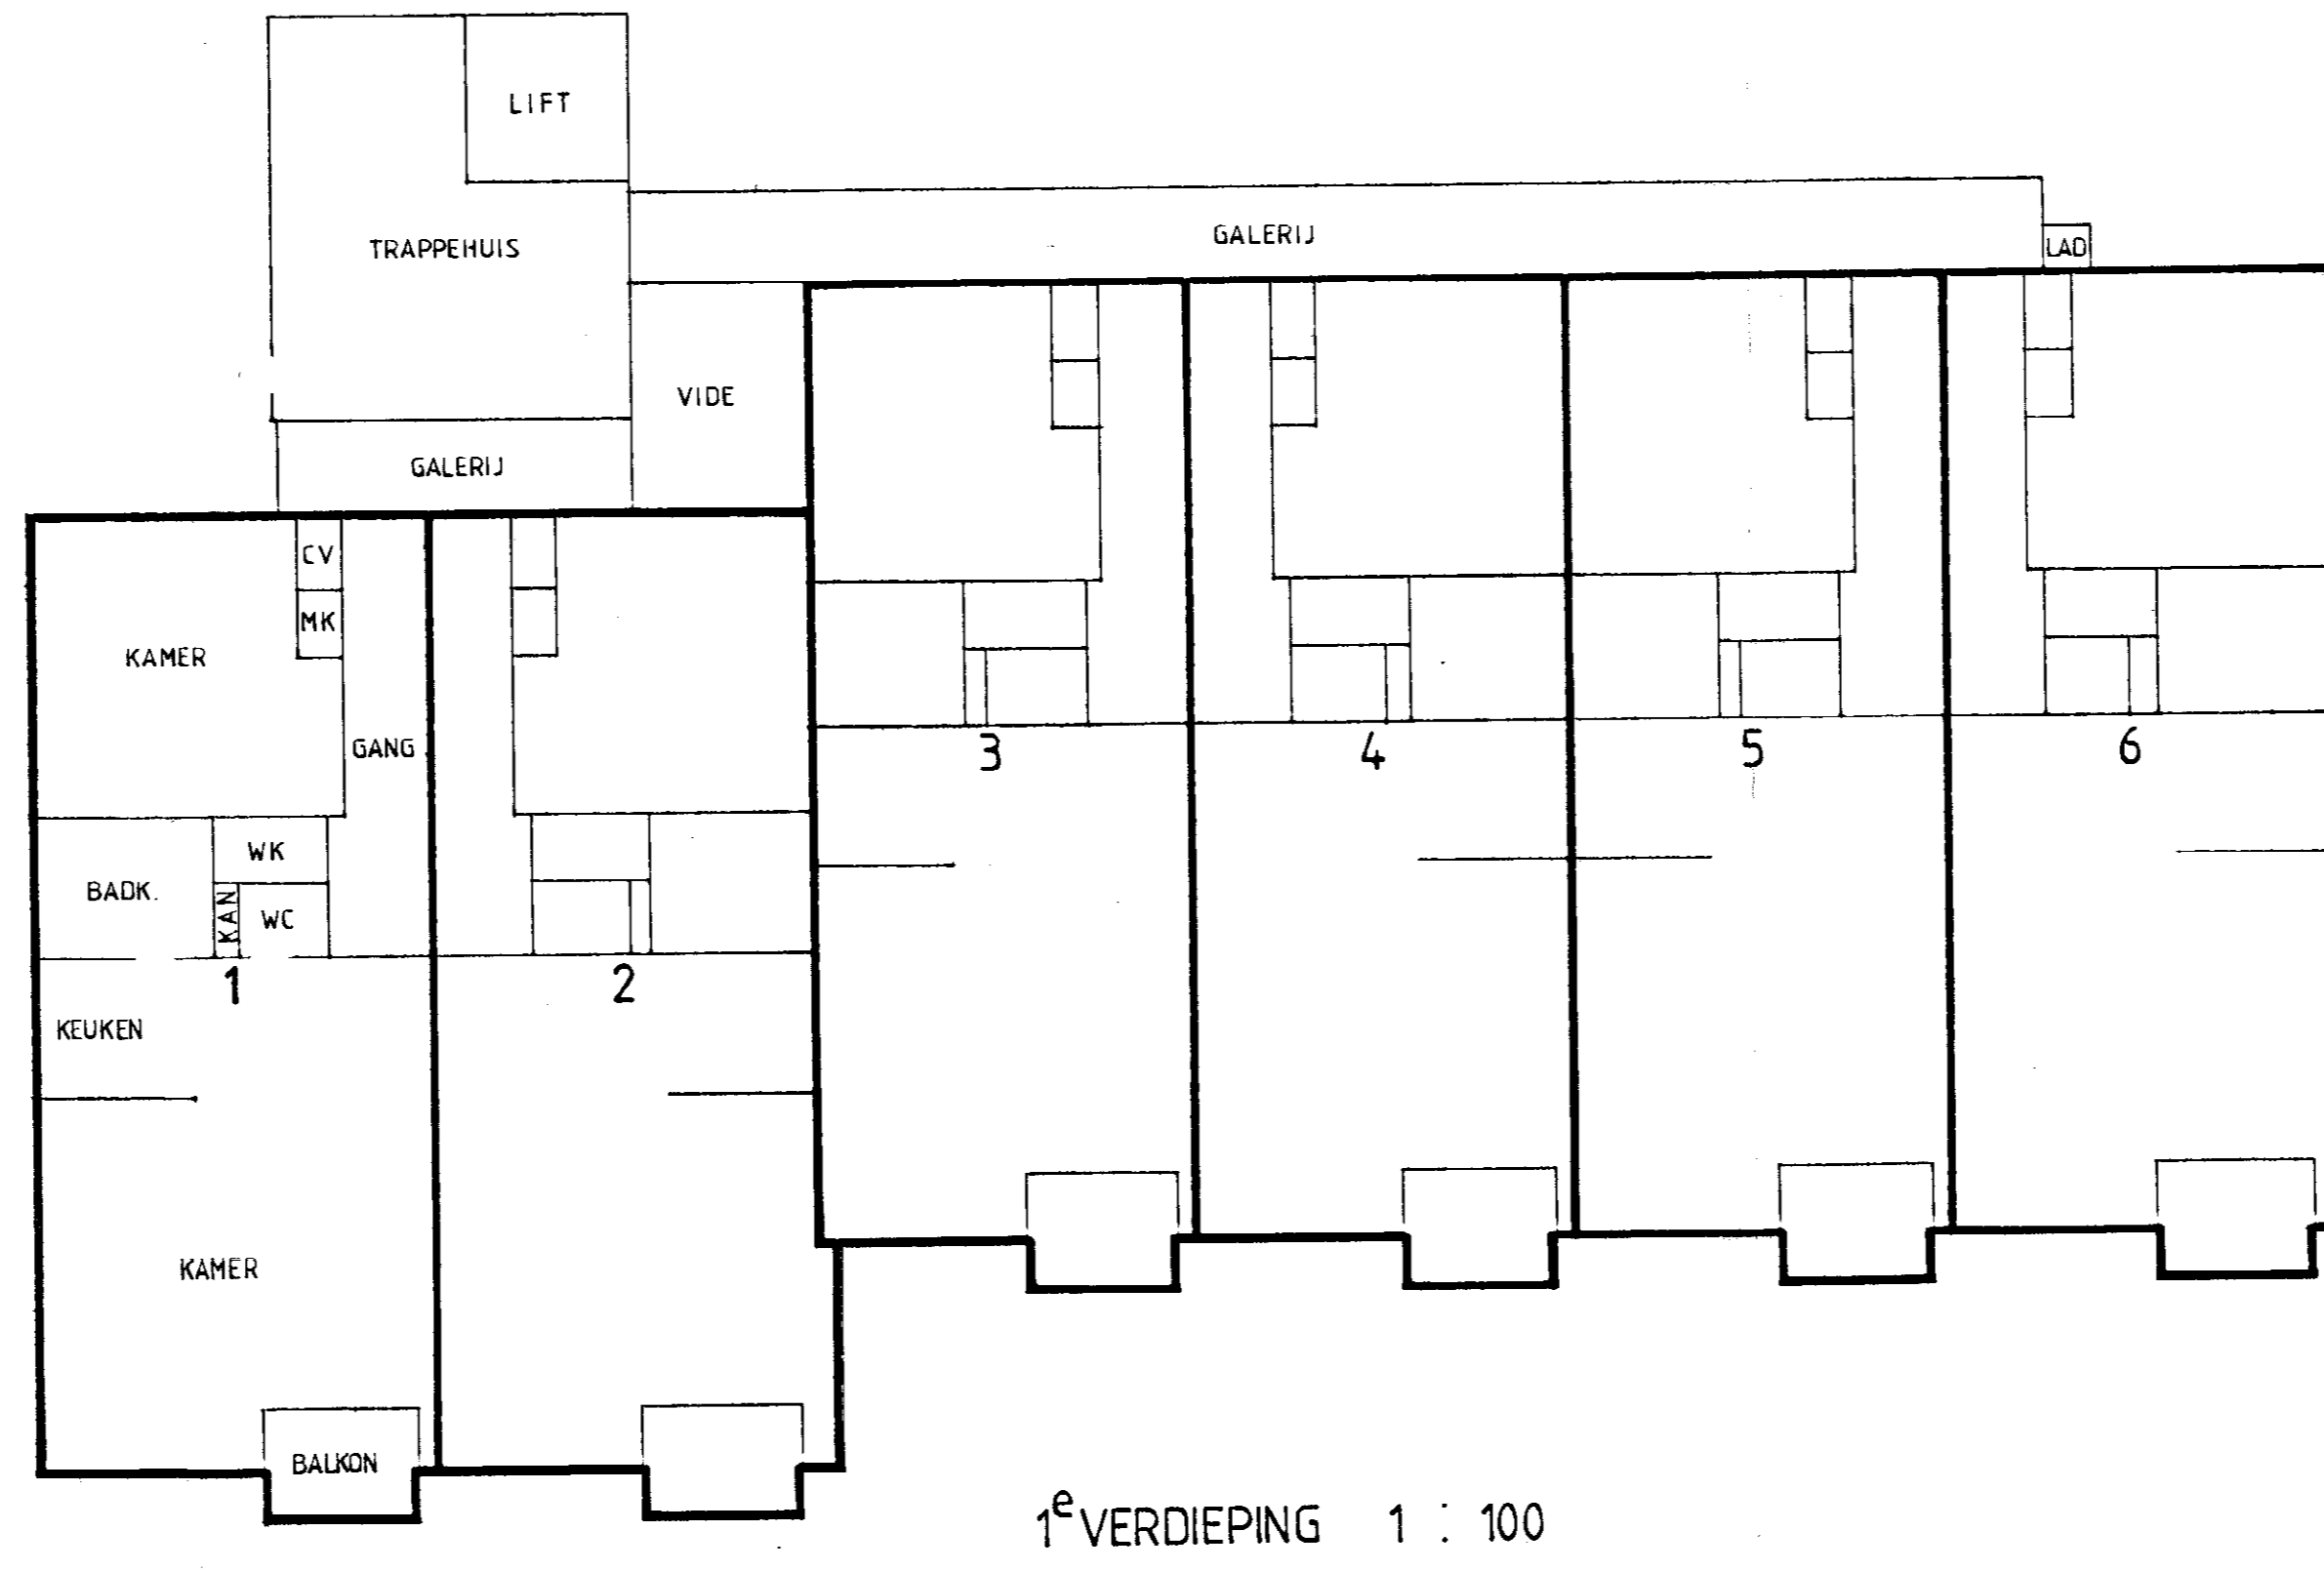 LIFT
TRAPPEHUIS
GALERIJ
LAD
VIDE
GALERIJ
CV
MK
KAMER
GANG
3
4
5
6
WK
BADK.
KAN
WC
1
2
KEUKEN
KAMER
BALKON
1e VERDIEPING 1 : 100